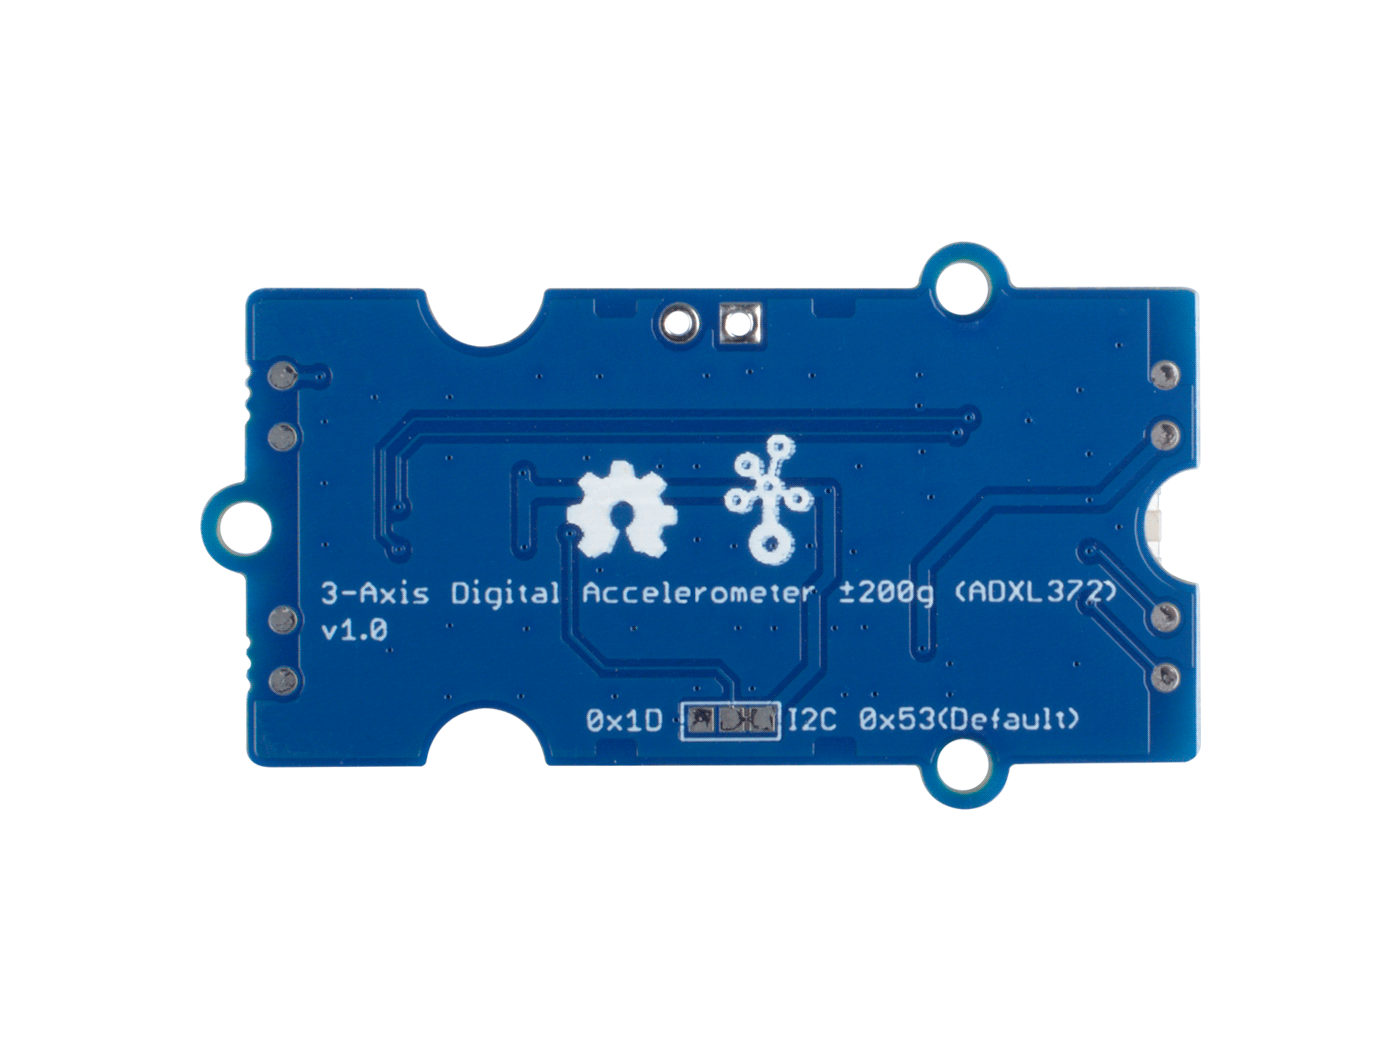 3-Axis Digital Accelerometer ±200g (ADXL372)
v1.0
0x1D I2C 0x53(Default)